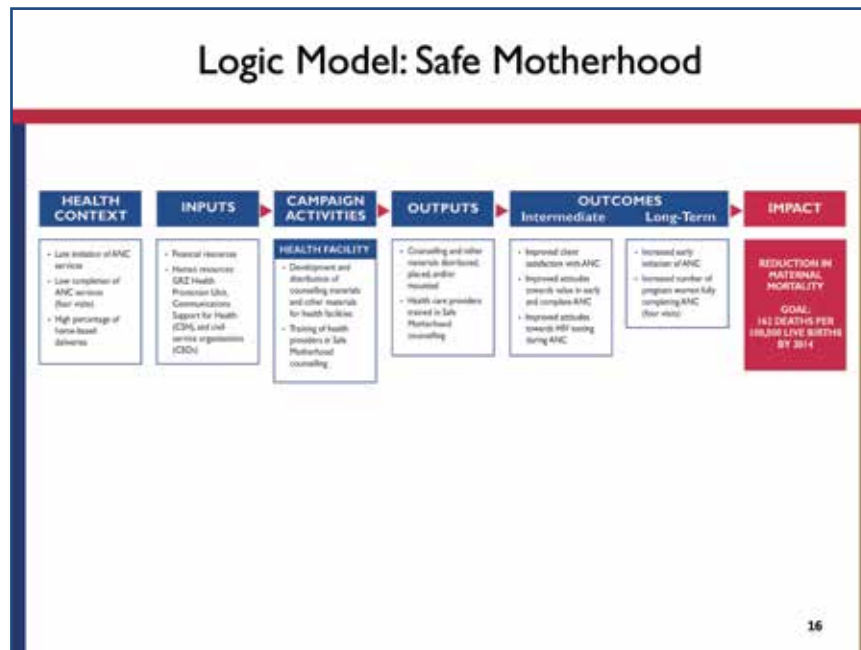 Logic Model: Safe Motherhood
HEALTH
CONTEXT
• Late initiation of ANC
services
• Low completion of
ANC services
(four visits)
• High percentage of
home-based
deliveries
INPUTS
• Financial resources
• Human resources:
GRZ Health
Promotion Unit,
Communications
Support for Health
(CSH), and civil
service organisations
(CSOs)
CAMPAIGN
ACTIVITIES
HEALTH FACILITY
• Development and
distribution of
counselling materials
and other materials
for health facilities
• Training of health
providers in Safe
Motherhood
counselling
OUTPUTS
• Counselling and other
materials distributed,
placed, and/or
mounted
• Health care providers
trained in Safe
Motherhood
counselling
OUTCOMES
Intermediate Long-Term
• Improved client
satisfaction with ANC
• Improved attitudes
towards value in early
and complete ANC
• Improved attitudes
towards HIV testing
during ANC
• Increased early
initiation of ANC
• Increased number of
pregnant women fully
completing ANC
(four visits)
IMPACT
REDUCTION IN
MATERNAL
MORTALITY
GOAL:
162 DEATHS PER
100,000 LIVE BIRTHS
BY 2014
16